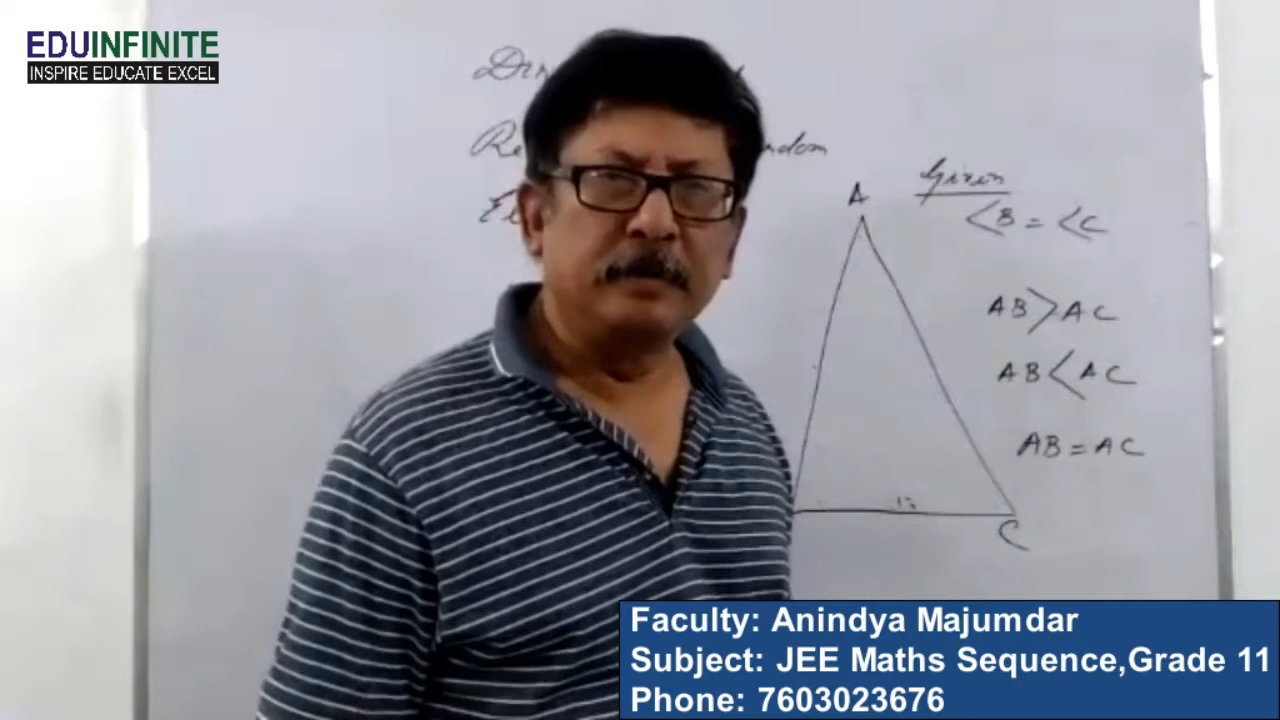 EDUINFINITE
INSPIRE EDUCATE EXCEL
Given
<B = <C
A
AB > AC
AB < AC
AB = AC
C
Faculty: Anindya Majumdar
Subject: JEE Maths Sequence,Grade 11
Phone: 7603023676